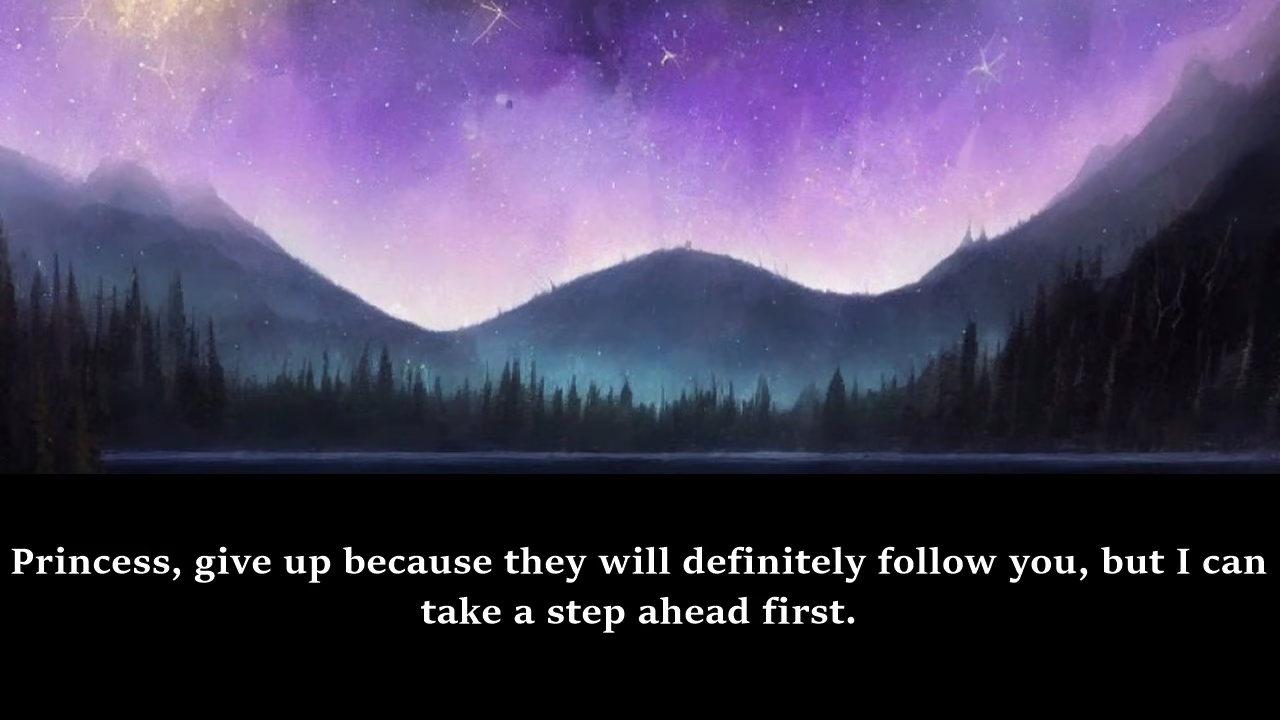 Princess, give up because they will definitely follow you, but I can
take a step ahead first.